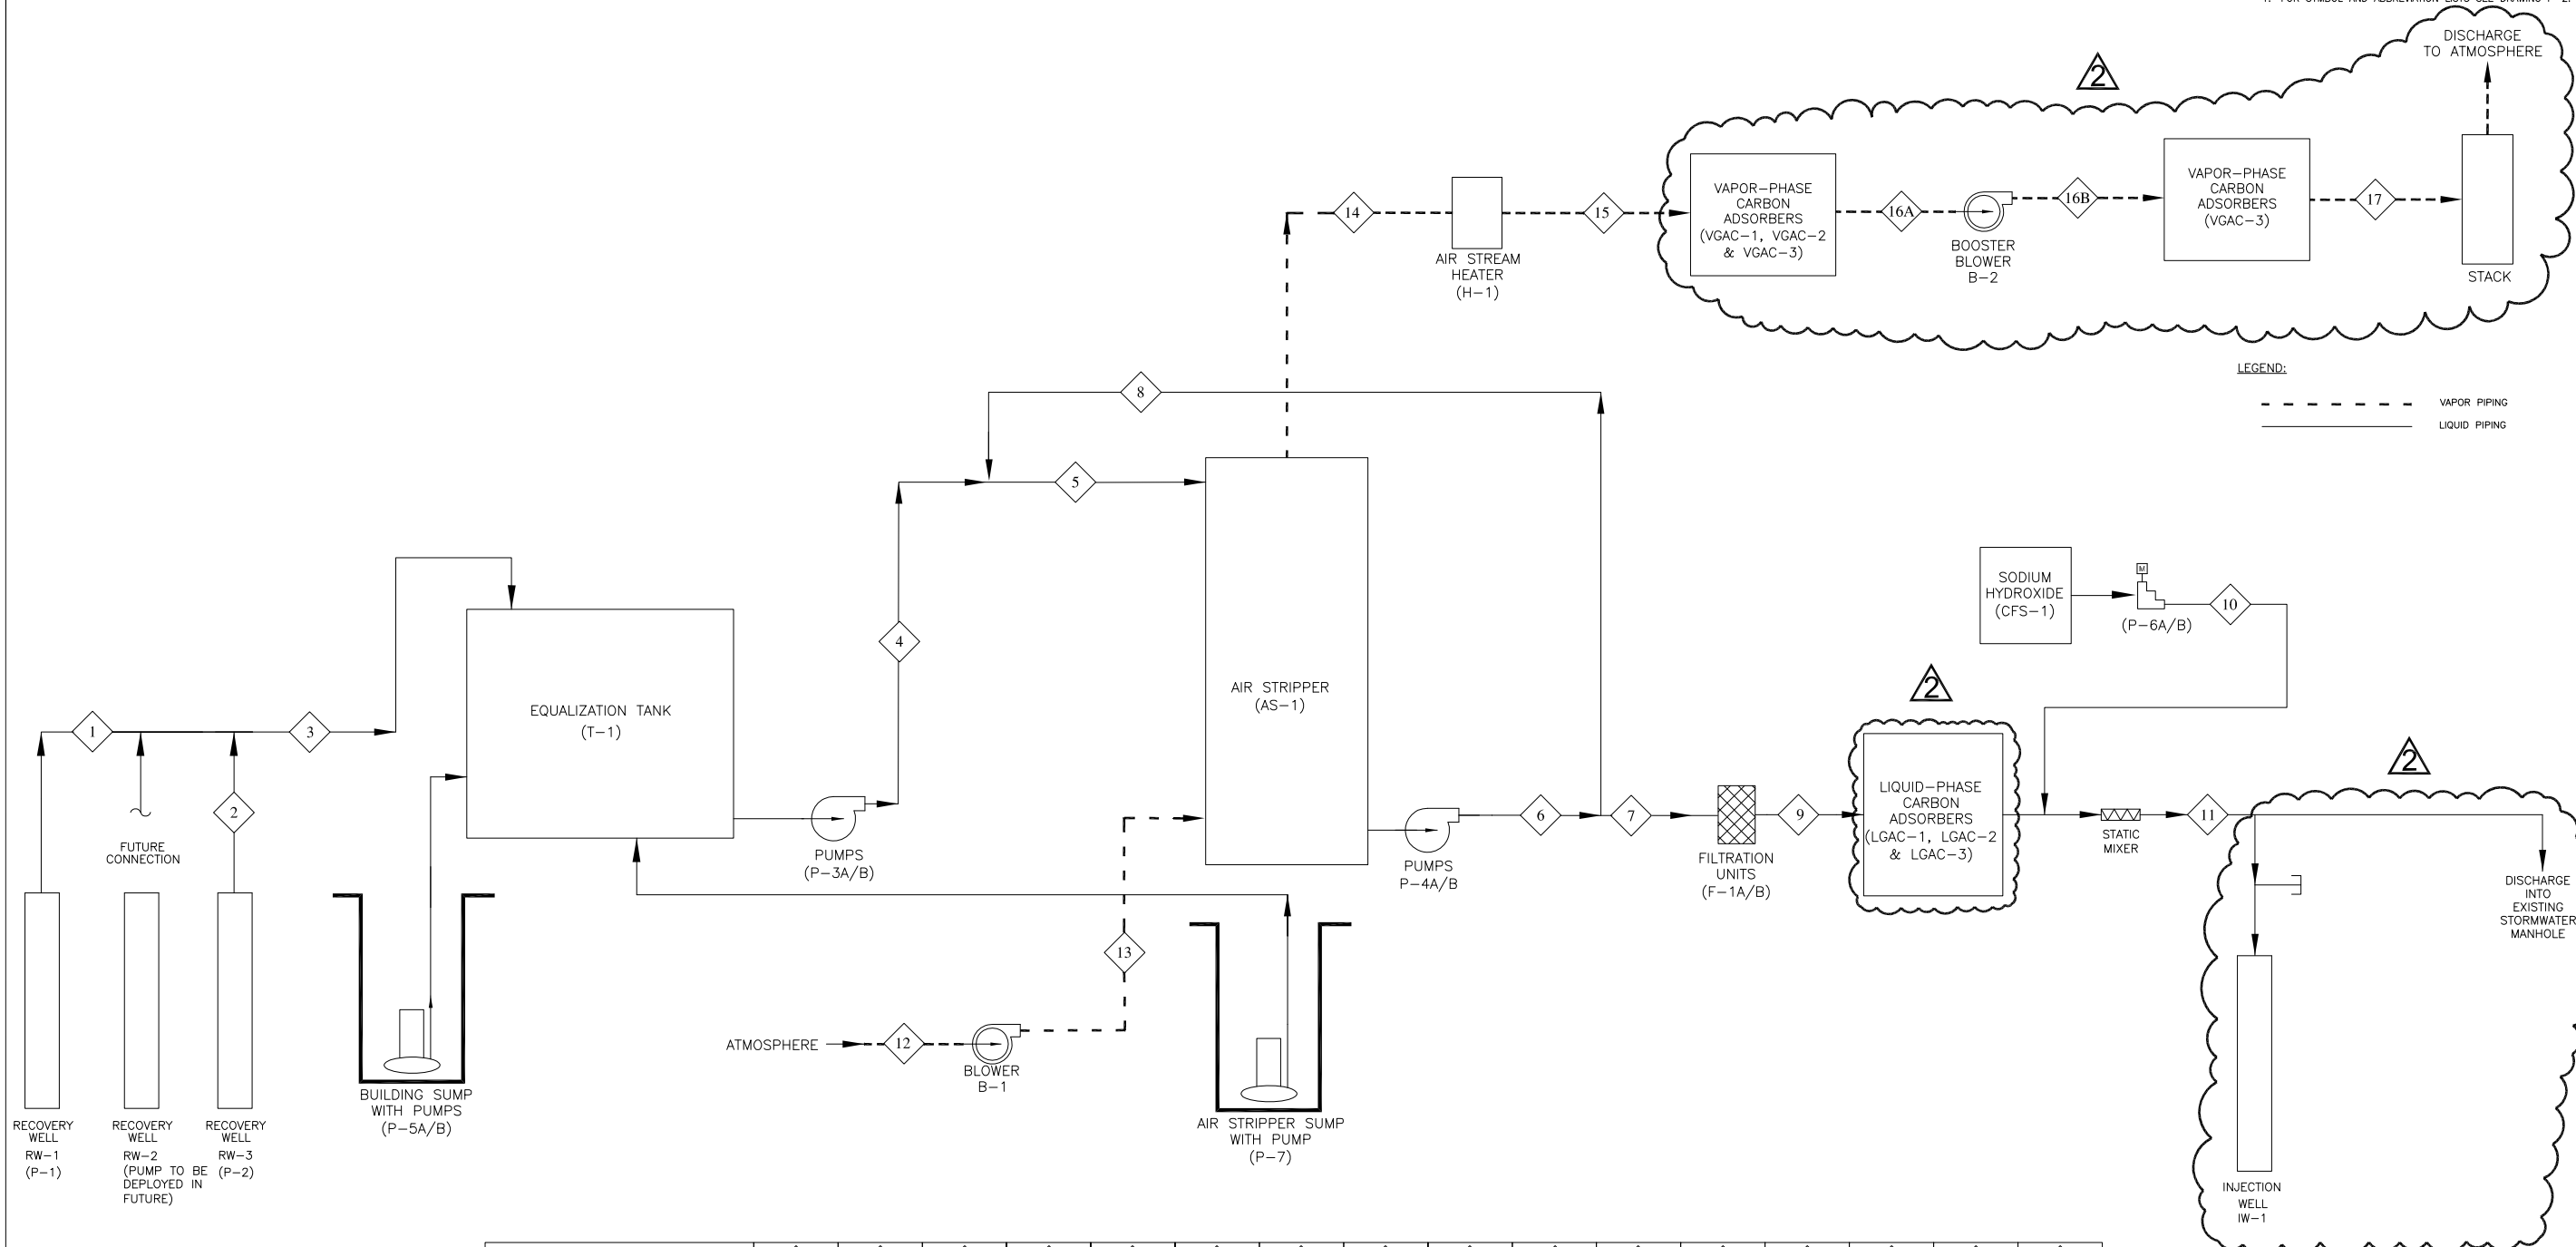 DISCHARGE
TO ATMOSPHERE
2
VAPOR-PHASE
CARBON
ADSORBERS
(VGAC-1, VGAC-2
& VGAC-3)
VAPOR-PHASE
CARBON
ADSORBERS
(VGAC-3)
14
15
16A
16B
17
AIR STREAM
HEATER
(H-1)
BOOSTER
BLOWER
B-2
STACK
LEGEND:
VAPOR PIPING
LIQUID PIPING
8
5
SODIUM
HYDROXIDE
(CFS-1)
M
10
(P-6A/B)
4
EQUALIZATION TANK
(T-1)
AIR STRIPPER
(AS-1)
2
1
3
2
2
FUTURE
CONNECTION
PUMPS
(P-3A/B)
6
7
9
11
PUMPS
P-4A/B
FILTRATION
UNITS
(F-1A/B)
LIQUID-PHASE
CARBON
ADSORBERS
(LGAC-1, LGAC-2
& LGAC-3)
STATIC
MIXER
DISCHARGE
INTO
EXISTING
STORMWATER
MANHOLE
13
ATMOSPHERE
12
BLOWER
B-1
BUILDING SUMP
WITH PUMPS
(P-5A/B)
AIR STRIPPER SUMP
WITH PUMP
(P-7)
RECOVERY
WELL
RW-1
(P-1)
RECOVERY
WELL
RW-2
(PUMP TO BE
DEPLOYED IN
FUTURE)
RECOVERY
WELL
RW-3
(P-2)
INJECTION
WELL
IW-1